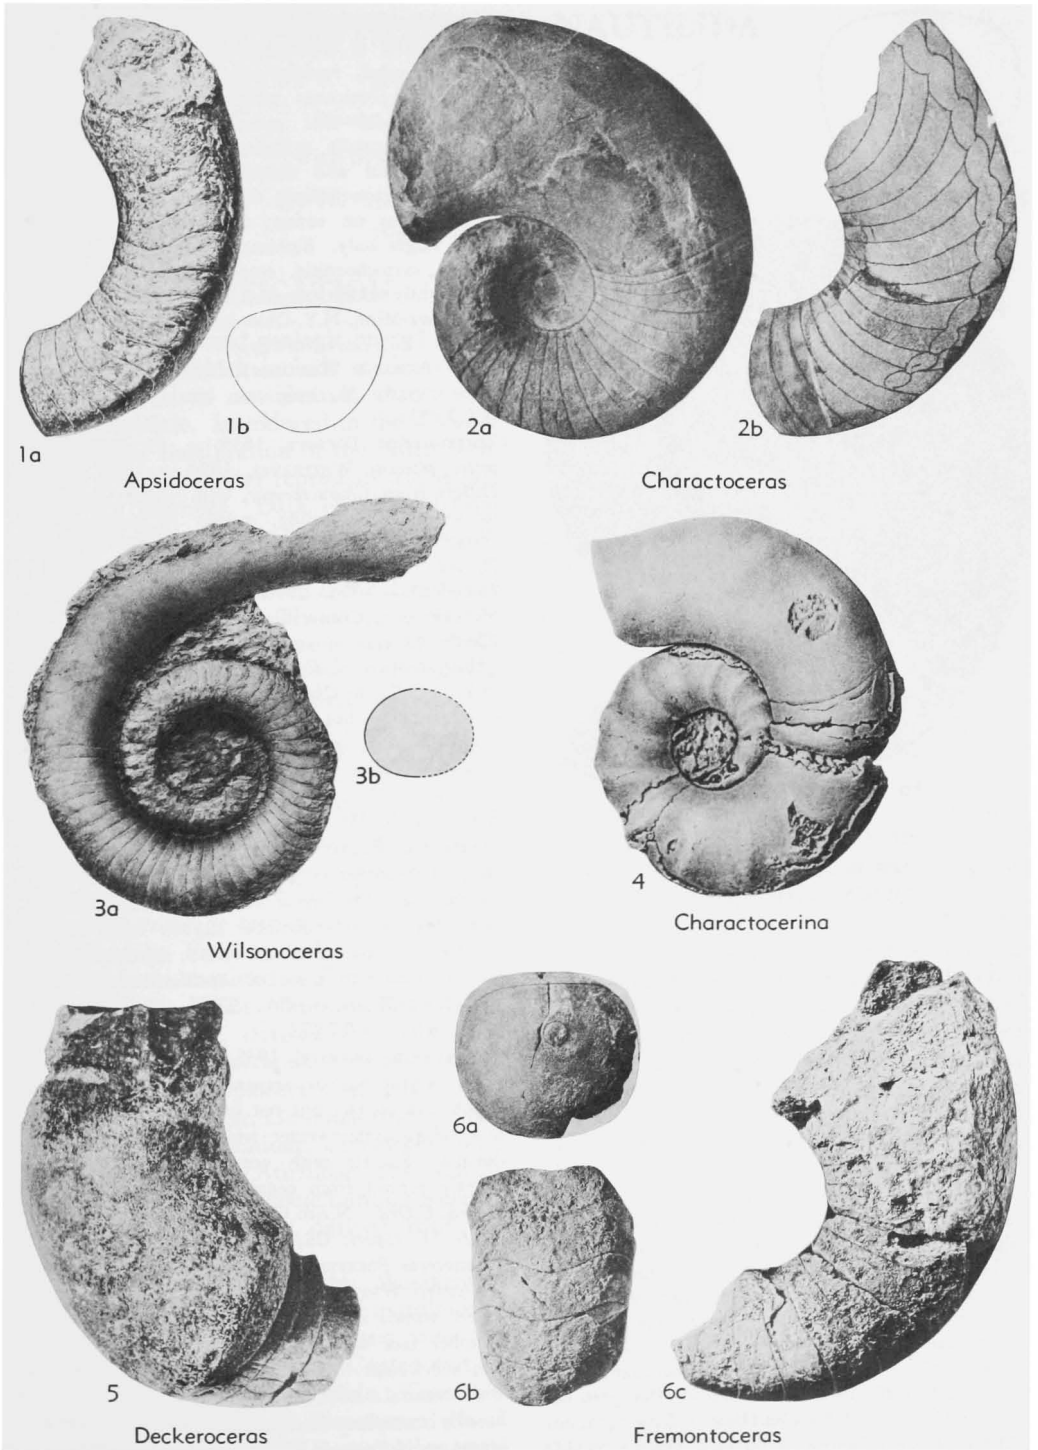 1a
1b
2a
2b
Apsidoceras
Charactoceras
3a
3b
4
Wilsonoceras
Charactocerina
5
6a
6b
6c
Deckeroceras
Fremontoceras